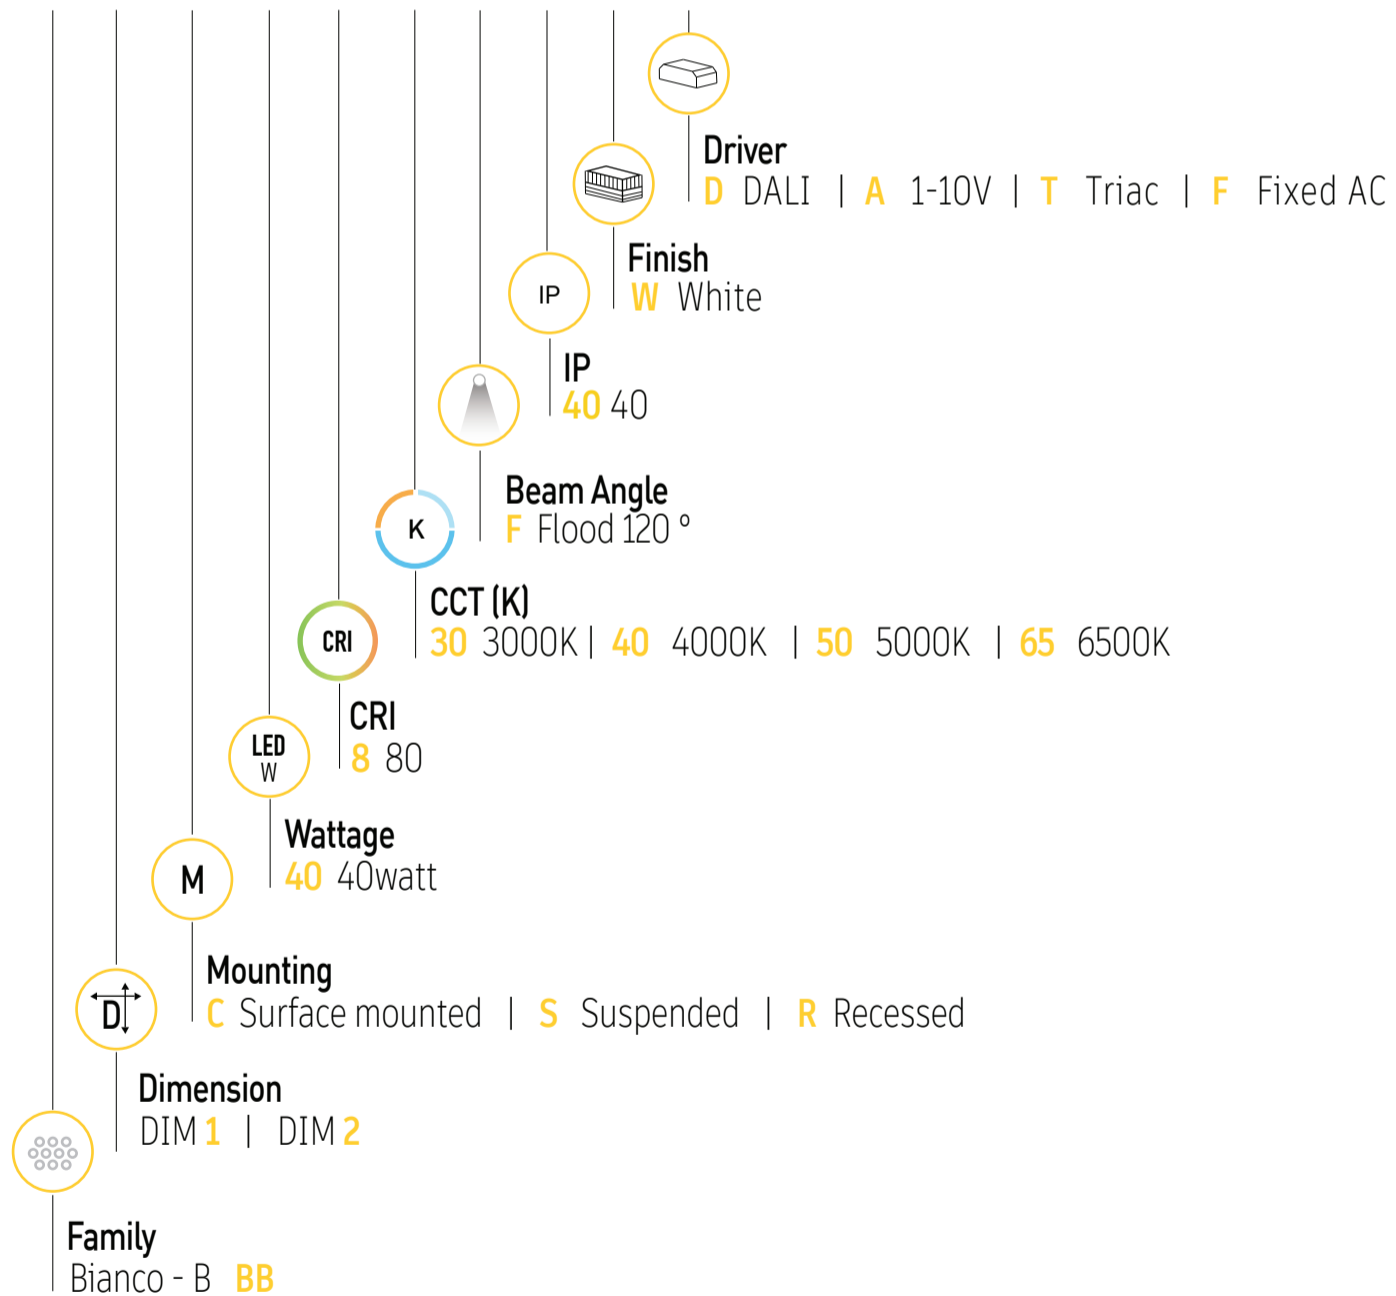 Driver
D DALI | A 1-10V | T Triac | F Fixed AC
Finish
W White
IP
IP
40 40
Beam Angle
F Flood 120 °
K
CCT (K)
30 3000K | 40 4000K | 50 5000K | 65 6500K
CRI
CRI
8 80
LED
W
Wattage
40 40watt
M
Mounting
C Surface mounted | S Suspended | R Recessed
D
Dimension
DIM 1 | DIM 2
Family
Bianco - B BB